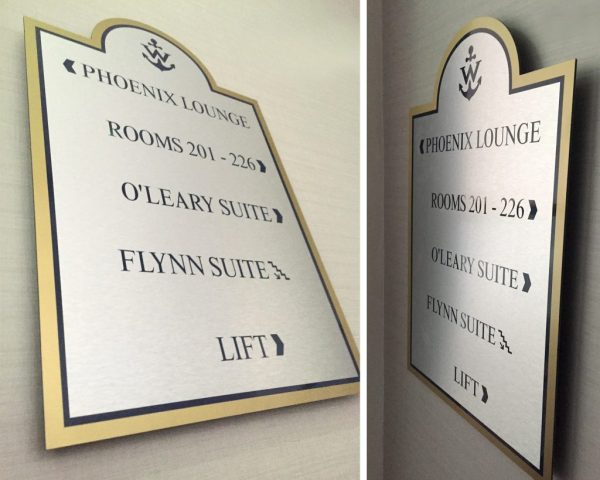 W
PHOENIX LOUNGE
ROOMS 201 - 226
O'LEARY SUITE
FLYNN SUITE
LIFT
W
PHOENIX LOUNGE
ROOMS 201 - 226
O'LEARY SUITE
FLYNN SUITE
LIFT